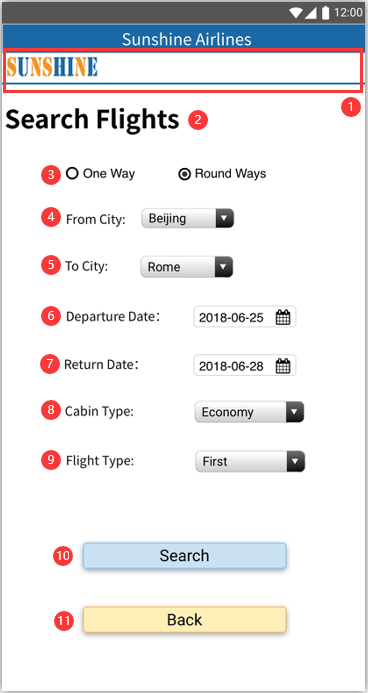 12:00
Sunshine Airlines
SUNSHINE
1
Search Flights 2
3 One Way Round Ways
4 From City: Beijing
5 To City: Rome
6 Departure Date: 2018-06-25
7 Return Date: 2018-06-28
8 Cabin Type: Economy
9 Flight Type: First
10 Search
11 Back